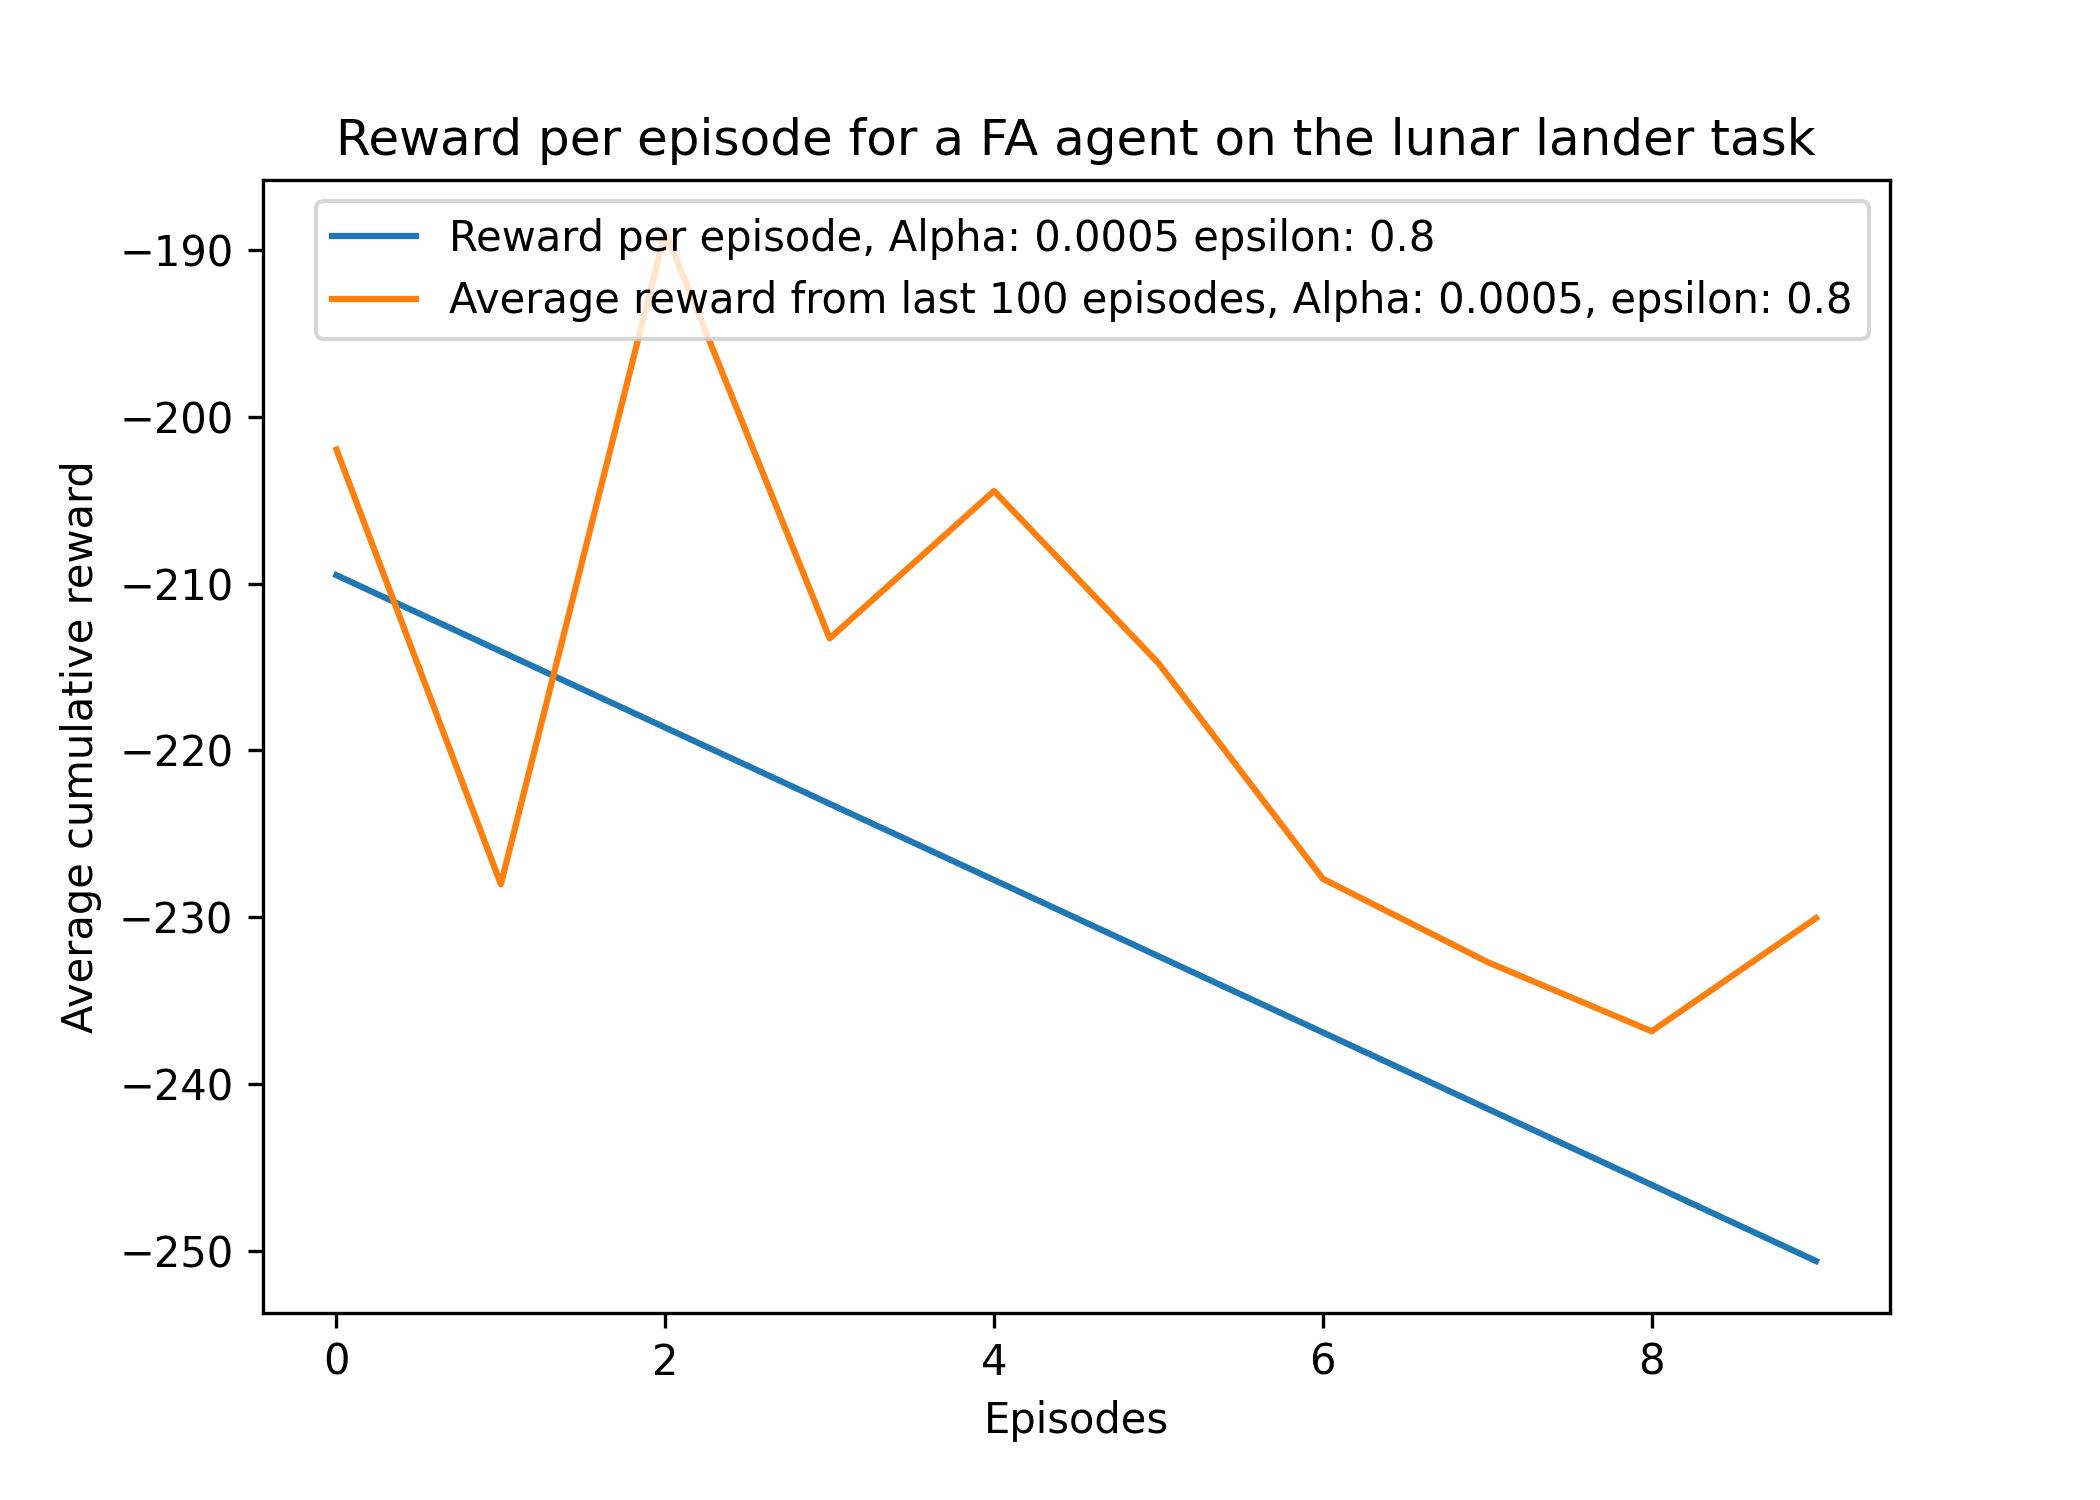 Reward per episode for a FA agent on the lunar lander task
Reward per episode, Alpha: 0.0005 epsilon: 0.8
Average reward from last 100 episodes, Alpha: 0.0005, epsilon: 0.8
Average cumulative reward
−190
−200
−210
−220
−230
−240
−250
0 2 4 6 8
Episodes